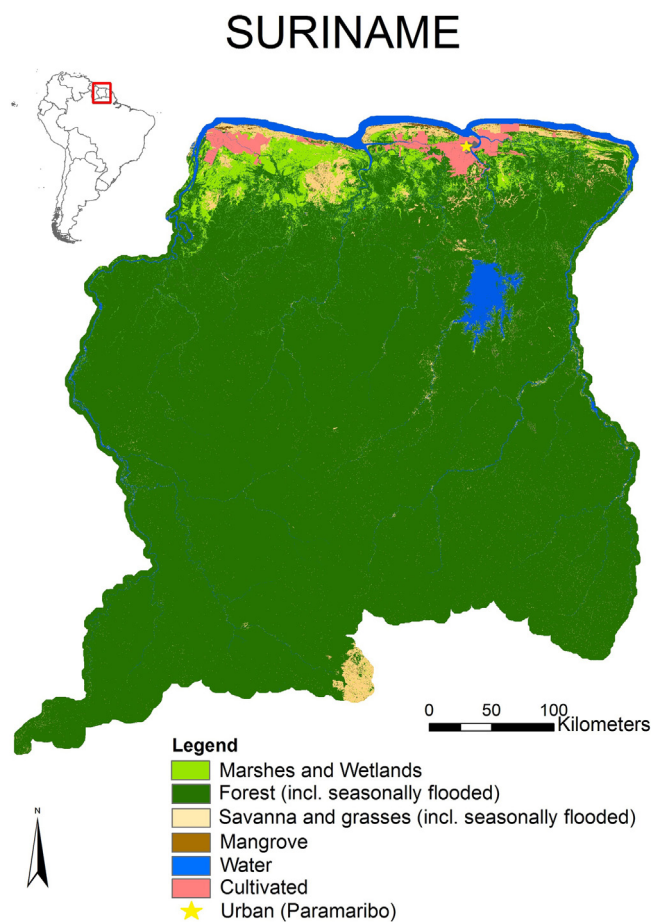 SURINAME
0 50 100
Kilometers
Legend
Marshes and Wetlands
Forest (incl. seasonally flooded)
Savanna and grasses (incl. seasonally flooded)
Mangrove
Water
Cultivated
Urban (Paramaribo)
N